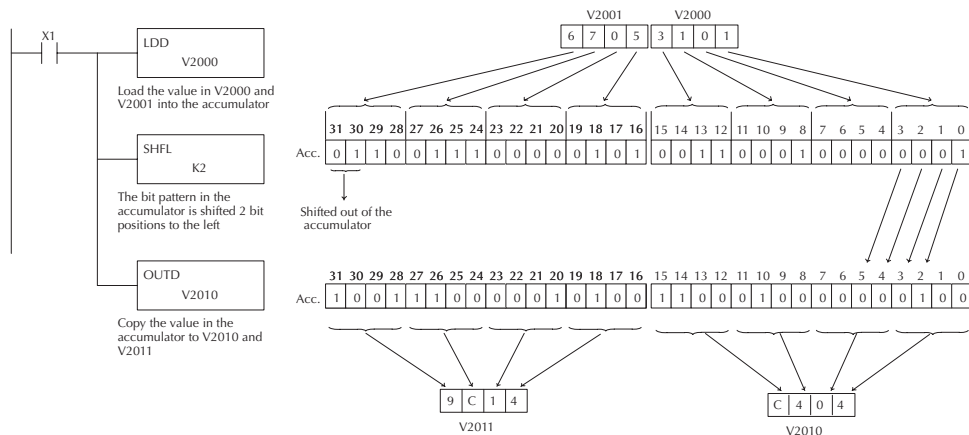 X1
LDD
V2000
Load the value in V2000 and
V2001 into the accumulator
SHFL
K2
The bit pattern in the
accumulator is shifted 2 bit
positions to the left
OUTD
V2010
Copy the value in the
accumulator to V2010 and
V2011
V2001 V2000
6 7 0 5 3 1 0 1
31 30 29 28 27 26 25 24 23 22 21 20 19 18 17 16 15 14 13 12 11 10 9 8 7 6 5 4 3 2 1 0
Acc. 0 1 1 0 0 1 1 1 0 0 0 0 0 1 0 1 0 0 1 1 0 0 0 1 0 0 0 0 0 0 0 1
Shifted out of the
accumulator
31 30 29 28 27 26 25 24 23 22 21 20 19 18 17 16 15 14 13 12 11 10 9 8 7 6 5 4 3 2 1 0
Acc. 1 0 0 1 1 1 0 0 0 0 0 1 0 1 0 0 1 1 0 0 0 1 0 0 0 0 0 0 0 1 0 0
9 C 1 4
V2011
C 4 0 4
V2010